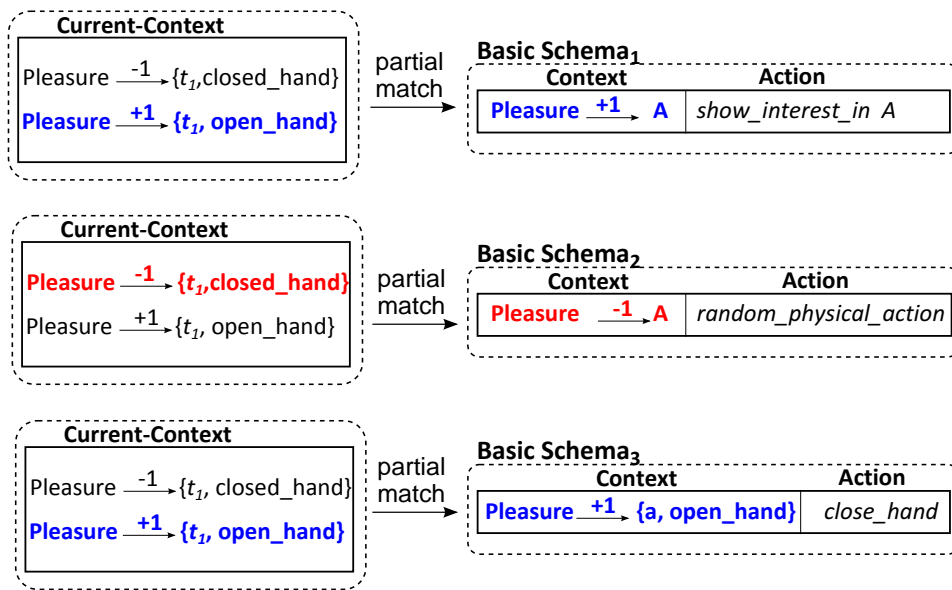 Current-Context
Pleasure -1 {t1,closed_hand}
Pleasure +1 {t1, open_hand}
partial
match
Basic Schema1
Context Action
Pleasure +1 A show_interest_in A
Current-Context
Pleasure -1 {t1,closed_hand}
Pleasure +1 {t1, open_hand}
partial
match
Basic Schema2
Context Action
Pleasure -1 A random_physical_action
Current-Context
Pleasure -1 {t1, closed_hand}
Pleasure +1 {t1, open_hand}
partial
match
Basic Schema3
Context Action
Pleasure +1 {a, open_hand} close_hand